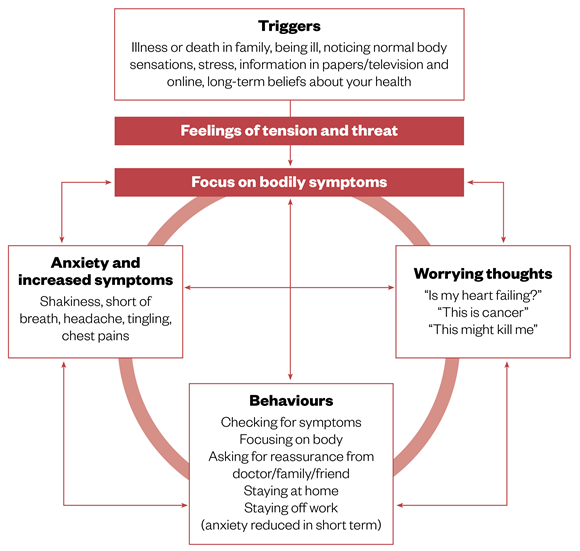 Triggers
Illness or death in family, being ill, noticing normal body
sensations, stress, information in papers/television and
online, long-term beliefs about your health
Feelings of tension and threat
Focus on bodily symptoms
Anxiety and
increased symptoms
Shakiness, short of
breath, headache, tingling,
chest pains
Worrying thoughts
“Is my heart failing?”
“This is cancer”
“This might kill me”
Behaviours
Checking for symptoms
Focusing on body
Asking for reassurance from
doctor/family/friend
Staying at home
Staying off work
(anxiety reduced in short term)